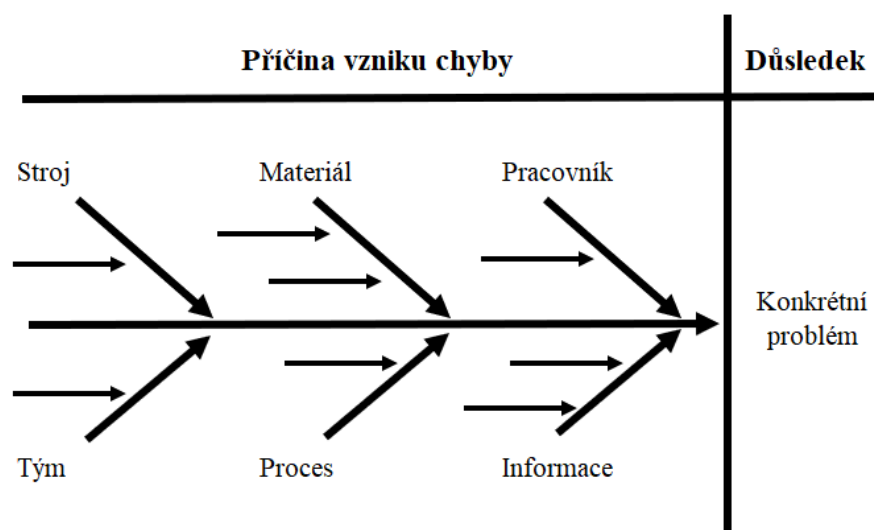 Příčina vzniku chyby
Důsledek
Stroj
Materiál
Pracovník
Konkrétní
problém
Tým
Proces
Informace